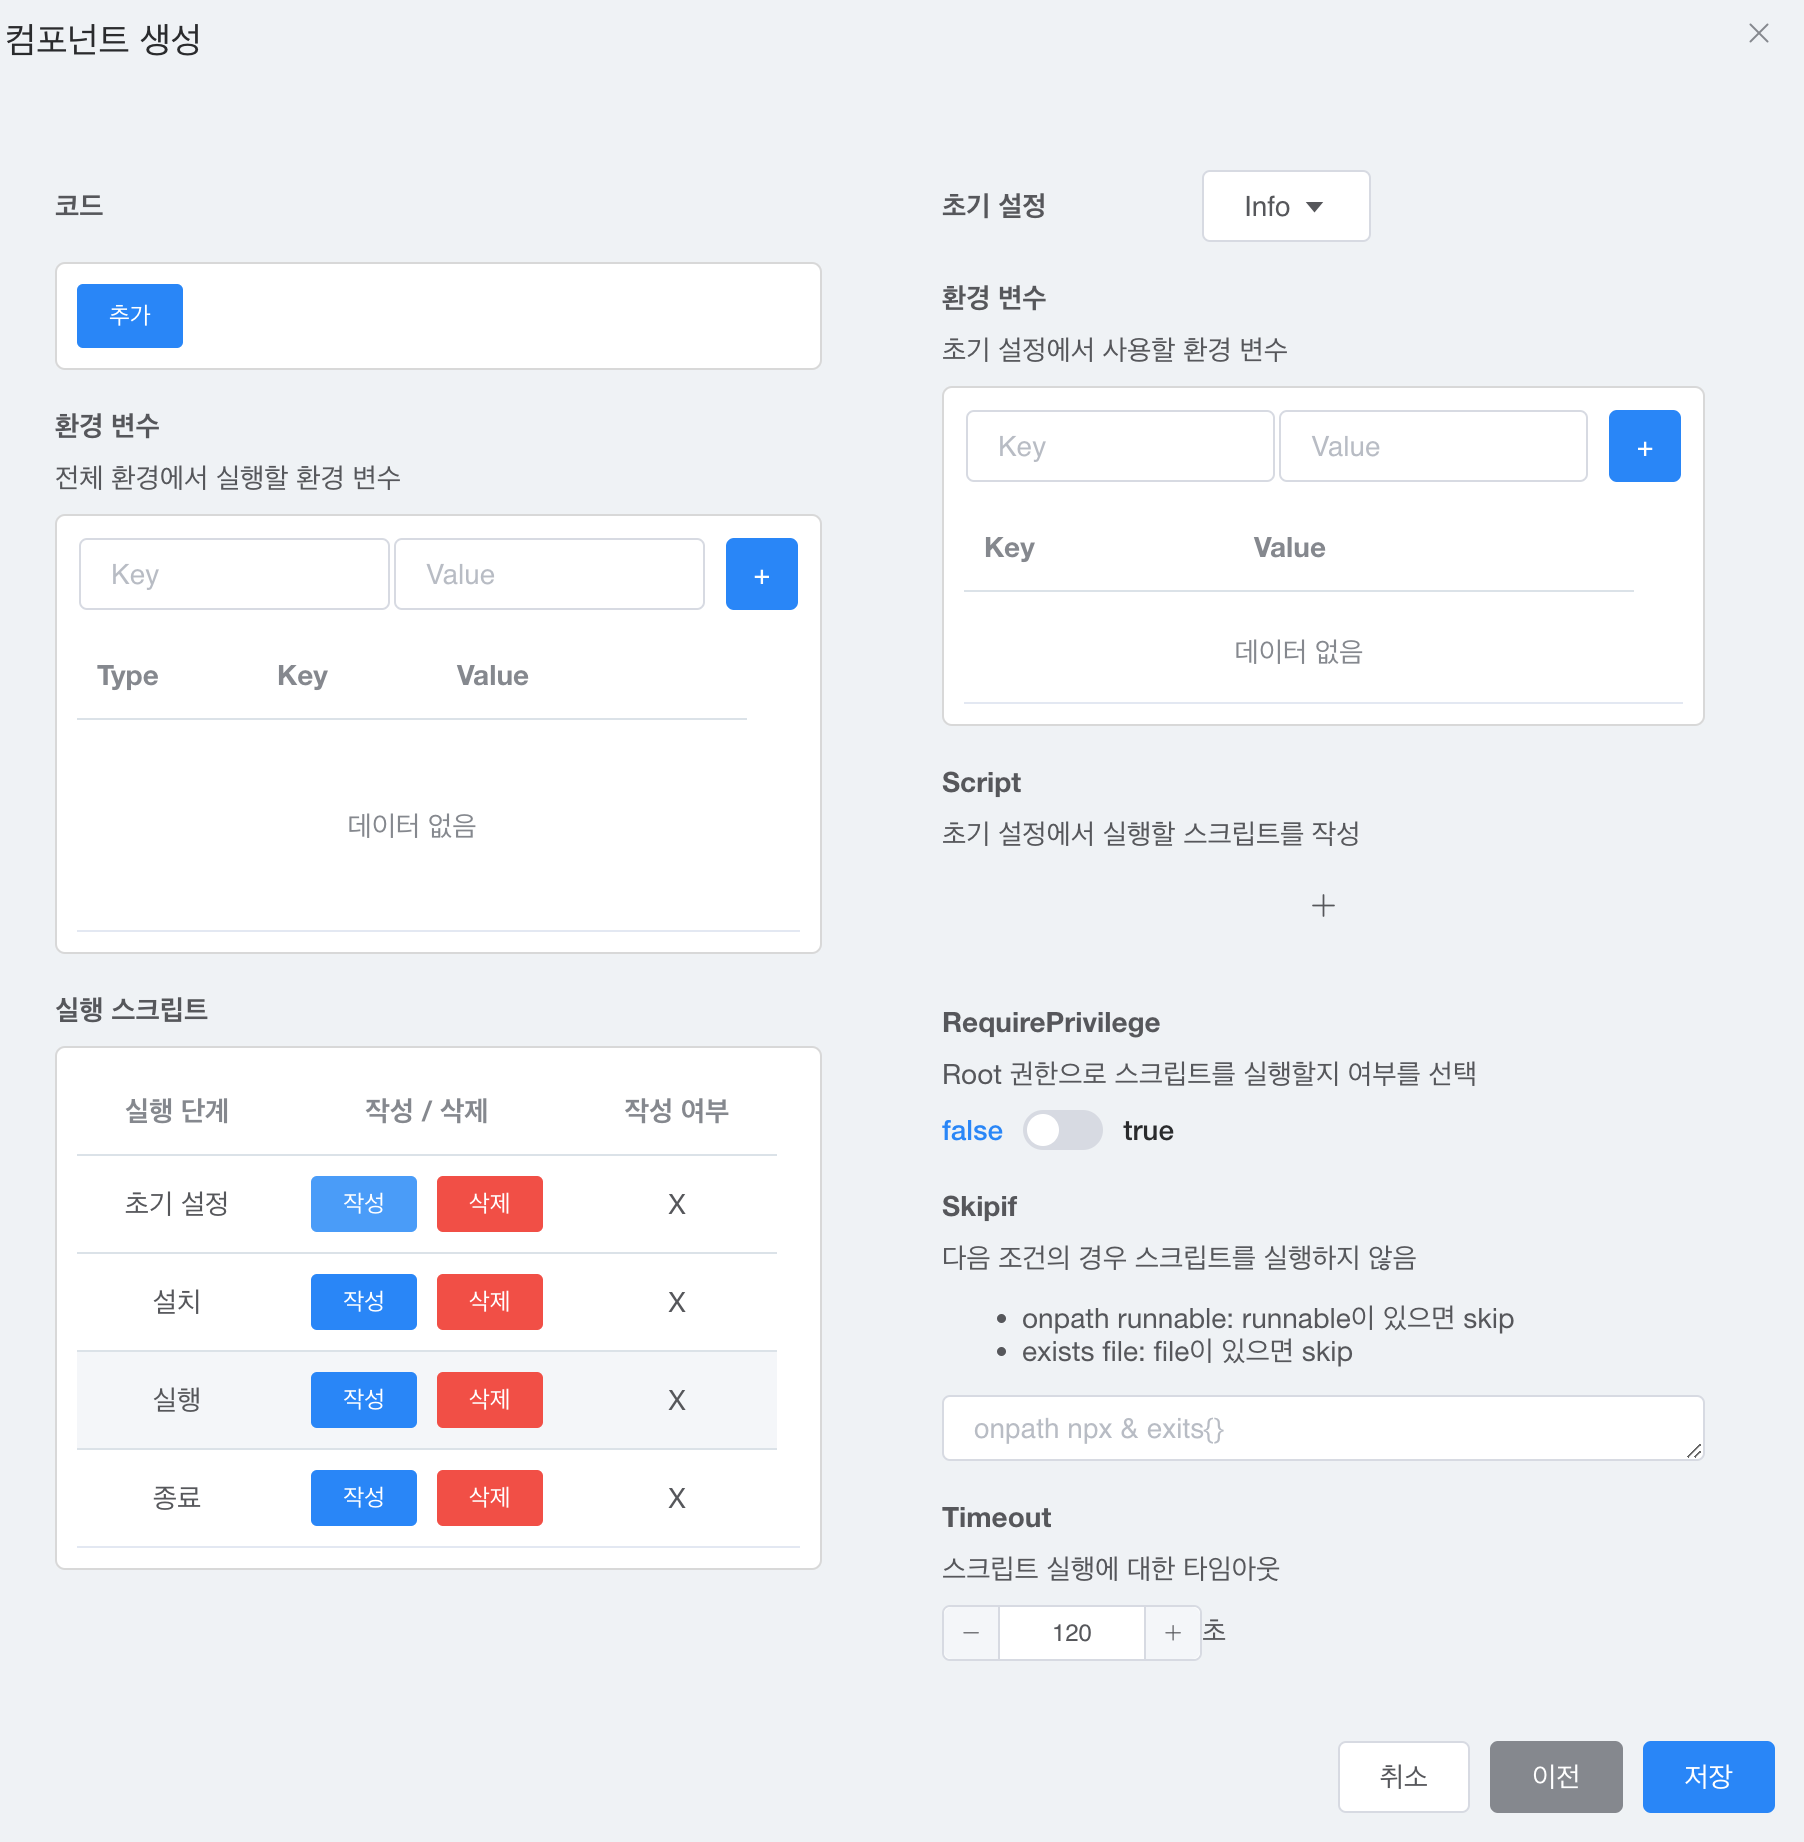 컴포넌트 생성
코드
추가
환경 변수
전체 환경에서 실행할 환경 변수
Key Value +
Type Key Value
데이터 없음
실행 스크립트
실행 단계 작성 / 삭제 작성 여부
초기 설정 작성 삭제 X
설치 작성 삭제 X
실행 작성 삭제 X
종료 작성 삭제 X
초기 설정 Info
환경 변수
초기 설정에서 사용할 환경 변수
Key Value +
Key Value
데이터 없음
Script
초기 설정에서 실행할 스크립트를 작성
+
RequirePrivilege
Root 권한으로 스크립트를 실행할지 여부를 선택
false true
Skipif
다음 조건의 경우 스크립트를 실행하지 않음
• onpath runnable: runnable이 있으면 skip
• exists file: file이 있으면 skip
onpath npx & exits{}
Timeout
스크립트 실행에 대한 타임아웃
− 120 + 초
취소 이전 저장